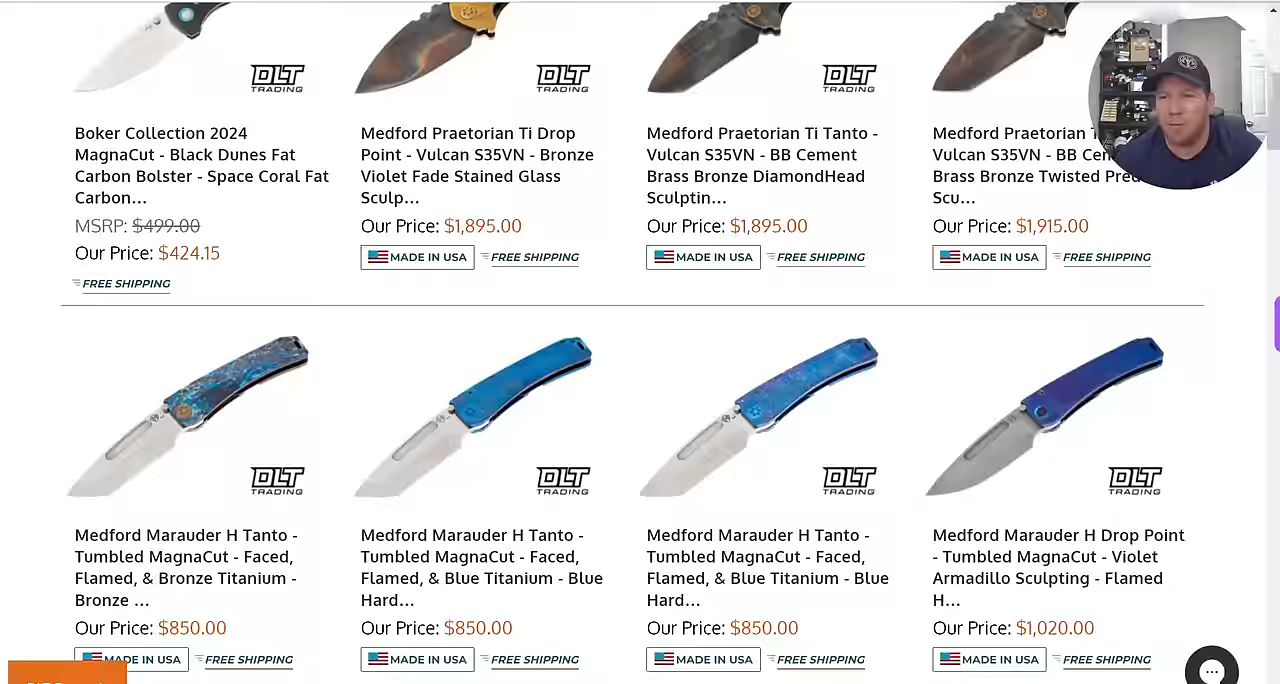 DLT
TRADING
DLT
TRADING
DLT
TRADING
Boker Collection 2024
MagnaCut - Black Dunes Fat
Carbon Bolster - Space Coral Fat
Carbon...
MSRP: $499.00
Our Price: $424.15
FREE SHIPPING
Medford Praetorian Ti Drop
Point - Vulcan S35VN - Bronze
Violet Fade Stained Glass
Sculp...
Our Price: $1,895.00
MADE IN USA
FREE SHIPPING
Medford Praetorian Ti Tanto -
Vulcan S35VN - BB Cement
Brass Bronze DiamondHead
Sculptin...
Our Price: $1,895.00
MADE IN USA
FREE SHIPPING
Medford Praetorian
Vulcan S35VN - BB
Brass Bronze Twisted
Scu...
Our Price: $1,915.00
MADE IN USA
FREE SHIPPING
DLT
TRADING
DLT
TRADING
DLT
TRADING
DLT
TRADING
Medford Marauder H Tanto -
Tumbled MagnaCut - Faced,
Flamed, & Bronze Titanium -
Bronze ...
Our Price: $850.00
MADE IN USA
FREE SHIPPING
Medford Marauder H Tanto -
Tumbled MagnaCut - Faced,
Flamed, & Blue Titanium - Blue
Hard...
Our Price: $850.00
MADE IN USA
FREE SHIPPING
Medford Marauder H Tanto -
Tumbled MagnaCut - Faced,
Flamed, & Blue Titanium - Blue
Hard...
Our Price: $850.00
MADE IN USA
FREE SHIPPING
Medford Marauder H Drop Point
- Tumbled MagnaCut - Violet
Armadillo Sculpting - Flamed
H...
Our Price: $1,020.00
MADE IN USA
FREE SHIPPING